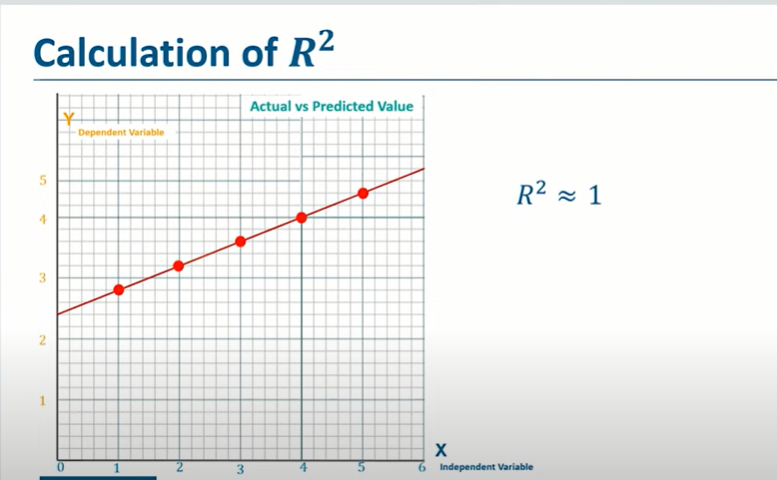 Calculation of R²
Actual vs Predicted Value
Y
Dependent Variable
5
4
3
2
1
R² ≈ 1
X
0 1 2 3 4 5 6 Independent Variable